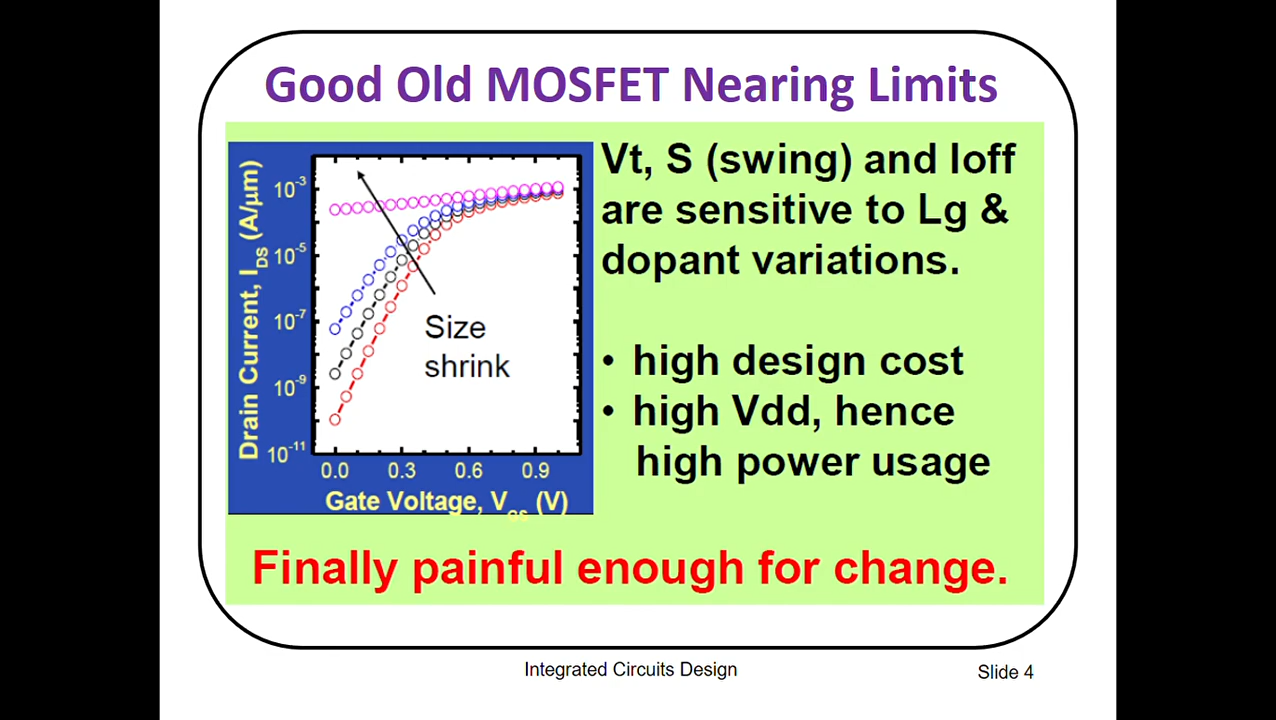 Good Old MOSFET Nearing Limits
Vt, S (swing) and Ioff
are sensitive to Lg &
dopant variations.
• high design cost
• high Vdd, hence
high power usage
Drain Current, I_DS (A/μm)
10^-3
10^-5
10^-7
10^-9
10^-11
Size
shrink
0.0 0.3 0.6 0.9
Gate Voltage, V_GS (V)
Finally painful enough for change.
Integrated Circuits Design
Slide 4